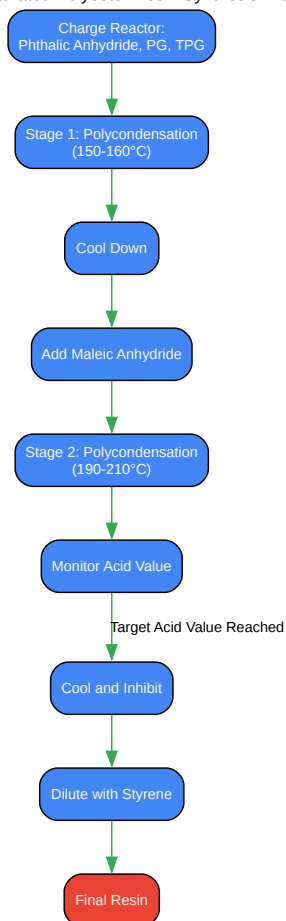 Charge Reactor:
Phthalic Anhydride, PG, TPG
Stage 1: Polycondensation
(150-160°C)
Cool Down
Add Maleic Anhydride
Stage 2: Polycondensation
(190-210°C)
Monitor Acid Value
Target Acid Value Reached
Cool and Inhibit
Dilute with Styrene
Final Resin